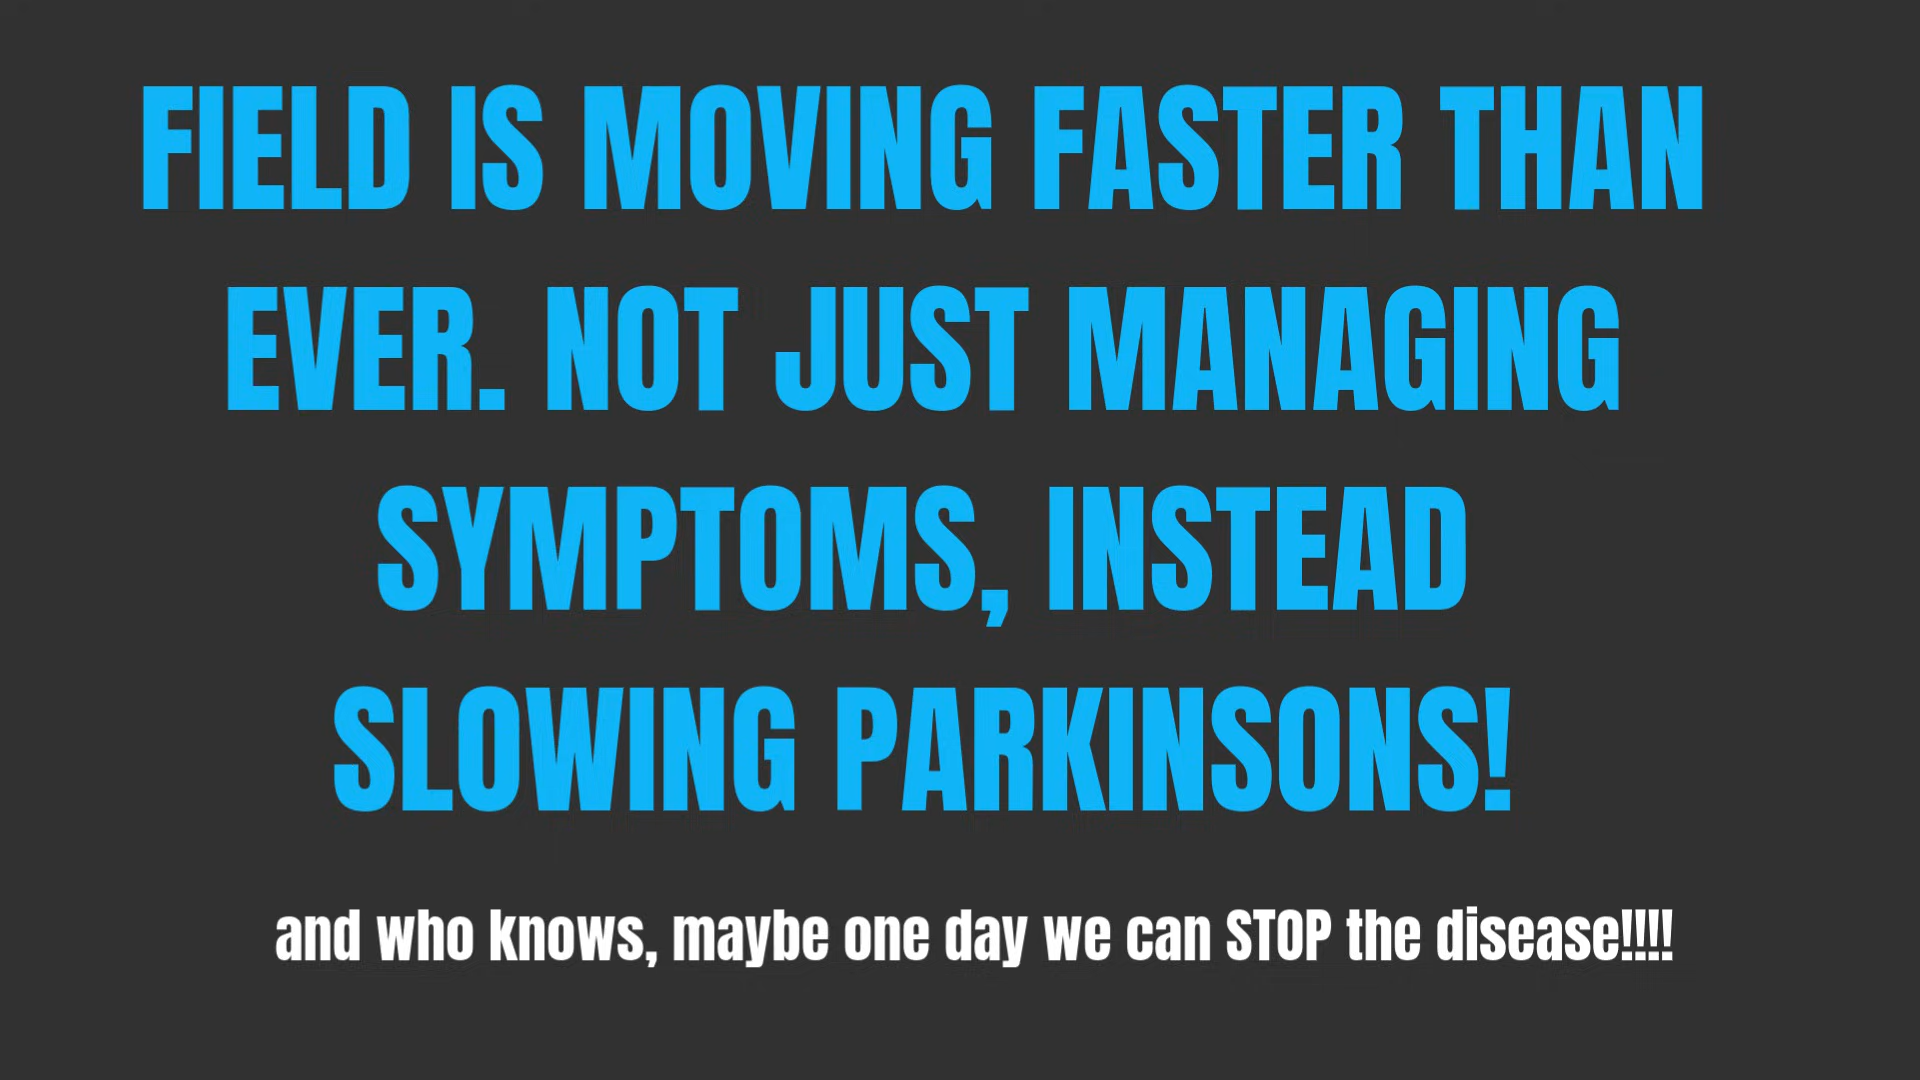 FIELD IS MOVING FASTER THAN
EVER. NOT JUST MANAGING
SYMPTOMS, INSTEAD
SLOWING PARKINSONS!
and who knows, maybe one day we can STOP the disease!!!!